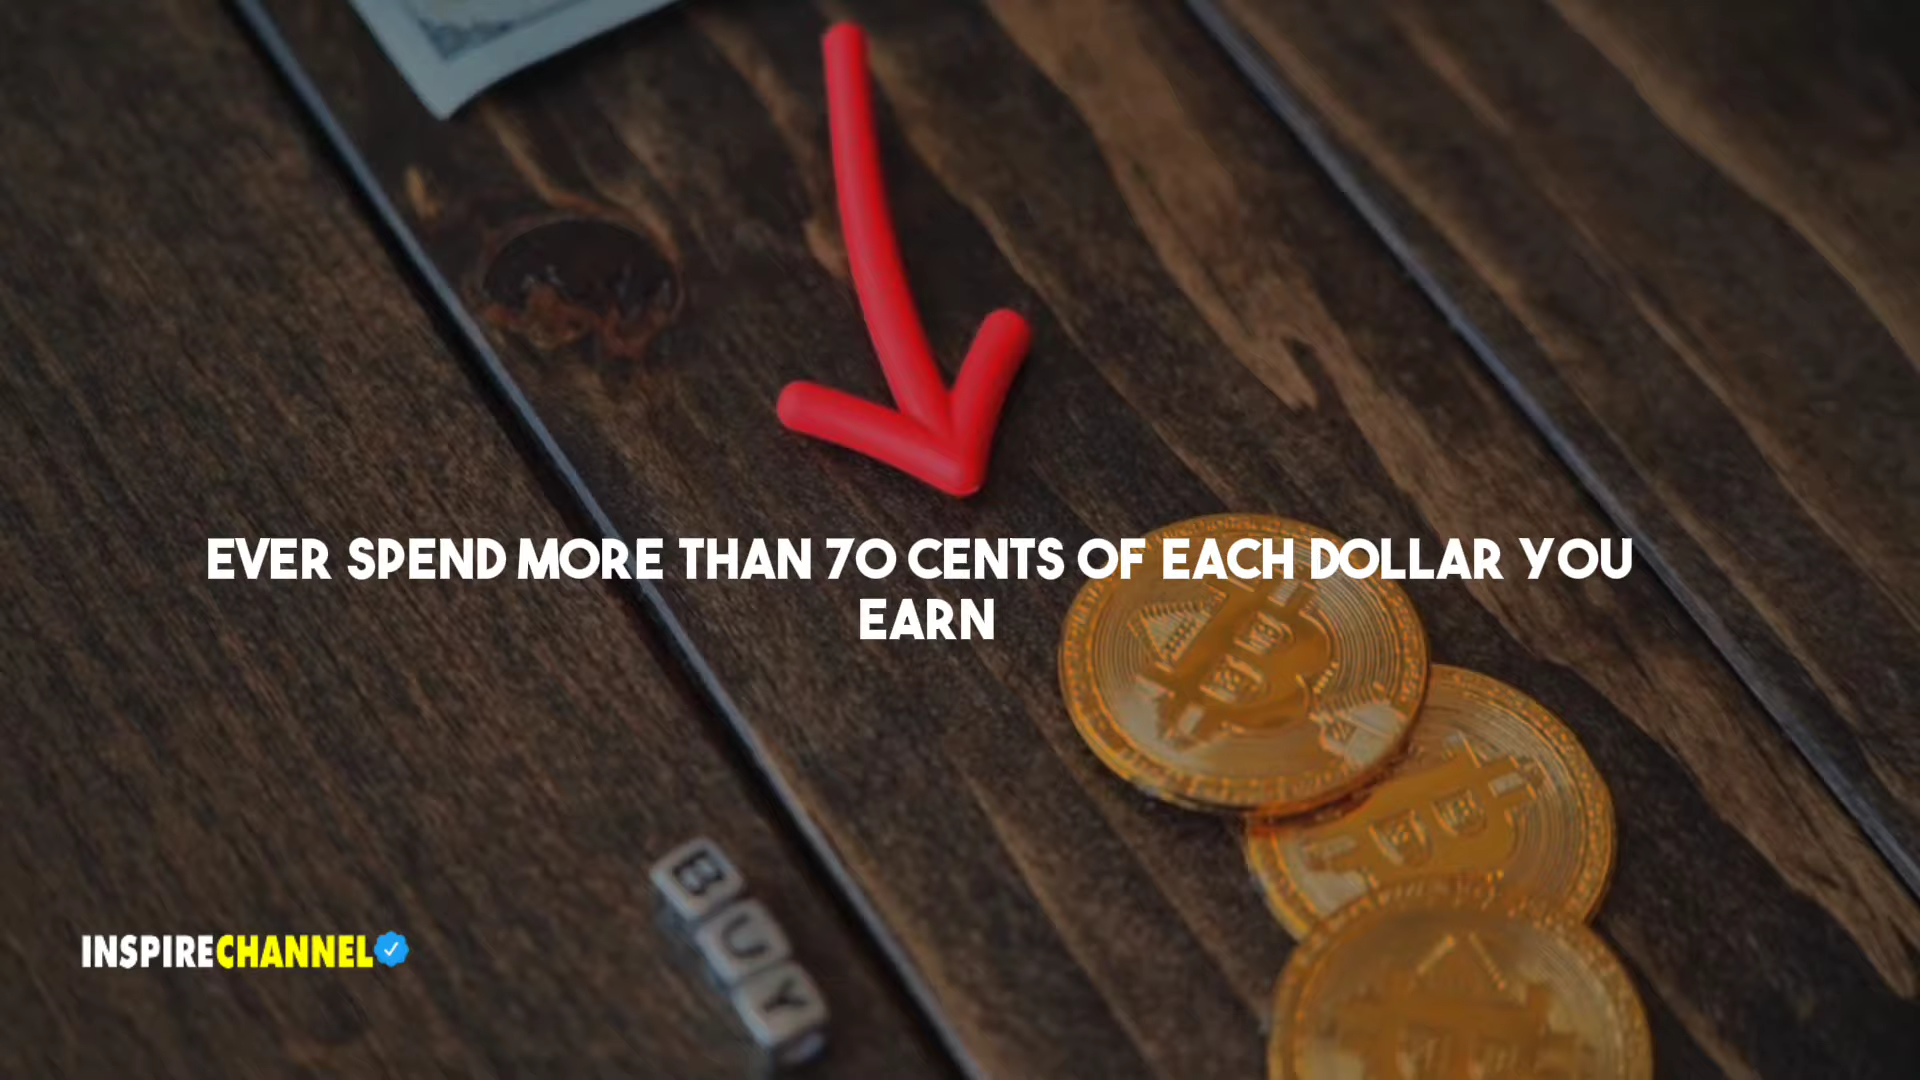 EVER SPEND MORE THAN 70 CENTS OF EACH DOLLAR YOU
EARN
BUY
INSPIRECHANNEL